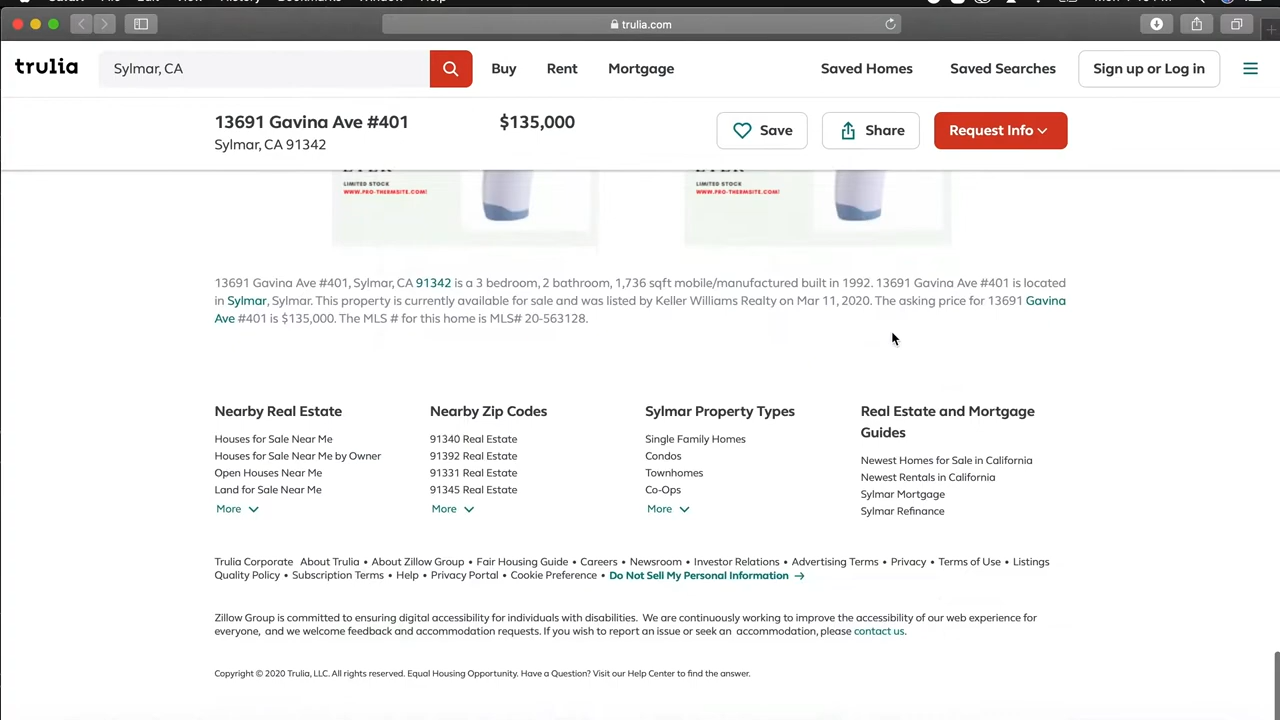 trulia.com
trulia
Sylmar, CA
Buy
Rent
Mortgage
Saved Homes
Saved Searches
Sign up or Log in
13691 Gavina Ave #401
$135,000
Sylmar, CA 91342
Save
Share
Request Info
LIMITED STOCK
WWW.PRO-THERMSITE.COM!
LIMITED STOCK
WWW.PRO-THERMSITE.COM!
13691 Gavina Ave #401, Sylmar, CA 91342 is a 3 bedroom, 2 bathroom, 1,736 sqft mobile/manufactured built in 1992. 13691 Gavina Ave #401 is located
in Sylmar, Sylmar. This property is currently available for sale and was listed by Keller Williams Realty on Mar 11, 2020. The asking price for 13691 Gavina
Ave #401 is $135,000. The MLS # for this home is MLS# 20-563128.
Nearby Real Estate
Houses for Sale Near Me
Houses for Sale Near Me by Owner
Open Houses Near Me
Land for Sale Near Me
More
Nearby Zip Codes
91340 Real Estate
91392 Real Estate
91331 Real Estate
91345 Real Estate
More
Sylmar Property Types
Single Family Homes
Condos
Townhomes
Co-Ops
More
Real Estate and Mortgage
Guides
Newest Homes for Sale in California
Newest Rentals in California
Sylmar Mortgage
Sylmar Refinance
Trulia Corporate About Trulia • About Zillow Group • Fair Housing Guide • Careers • Newsroom • Investor Relations • Advertising Terms • Privacy • Terms of Use • Listings
Quality Policy • Subscription Terms • Help • Privacy Portal • Cookie Preference • Do Not Sell My Personal Information →
Zillow Group is committed to ensuring digital accessibility for individuals with disabilities. We are continuously working to improve the accessibility of our web experience for
everyone, and we welcome feedback and accommodation requests. If you wish to report an issue or seek an accommodation, please contact us.
Copyright © 2020 Trulia, LLC. All rights reserved. Equal Housing Opportunity. Have a Question? Visit our Help Center to find the answer.